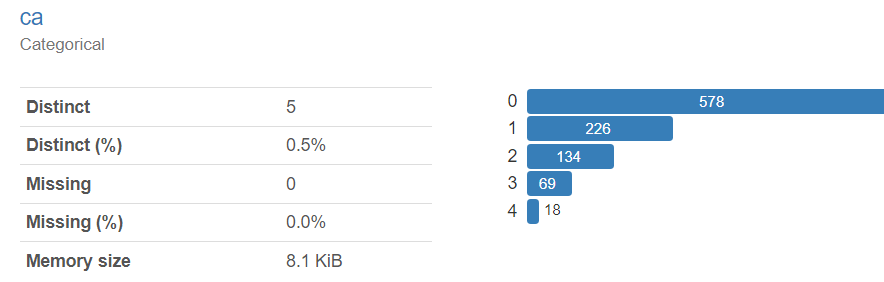 ca
Categorical
Distinct 5
Distinct (%) 0.5%
Missing 0
Missing (%) 0.0%
Memory size 8.1 KiB
0 578
1 226
2 134
3 69
4 18